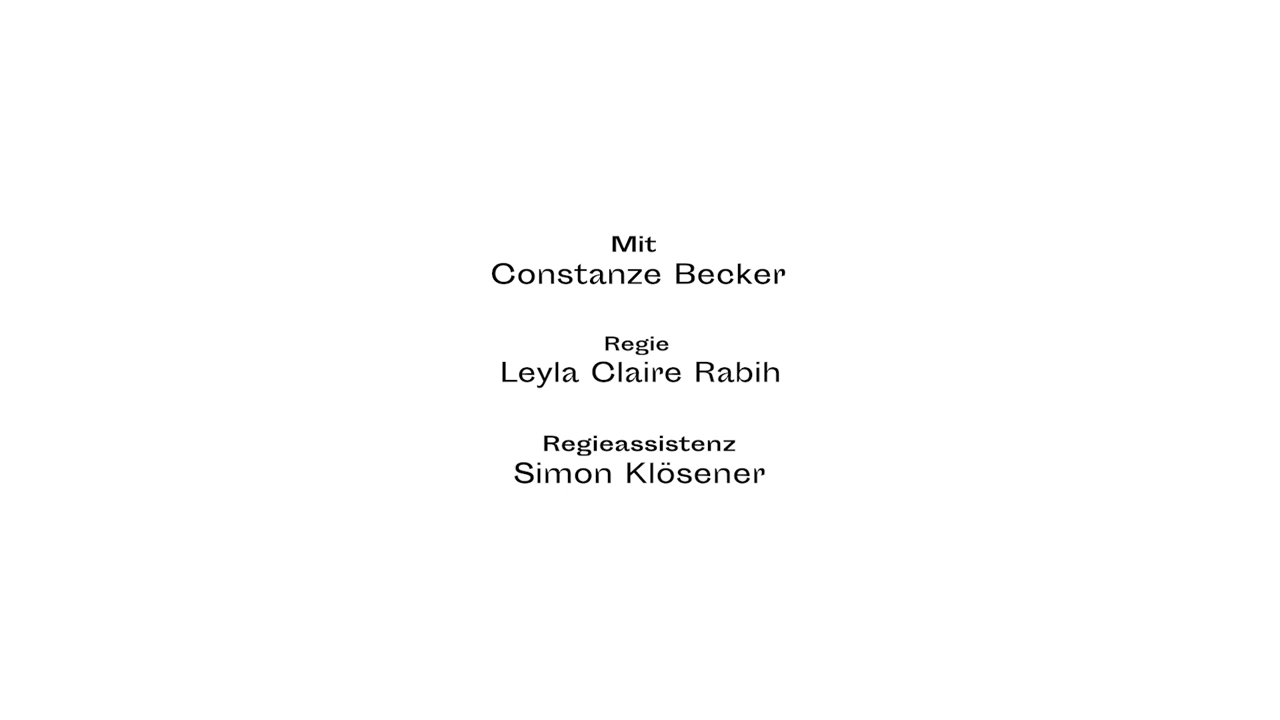 Mit
Constanze Becker
Regie
Leyla Claire Rabih
Regieassistenz
Simon Klösener